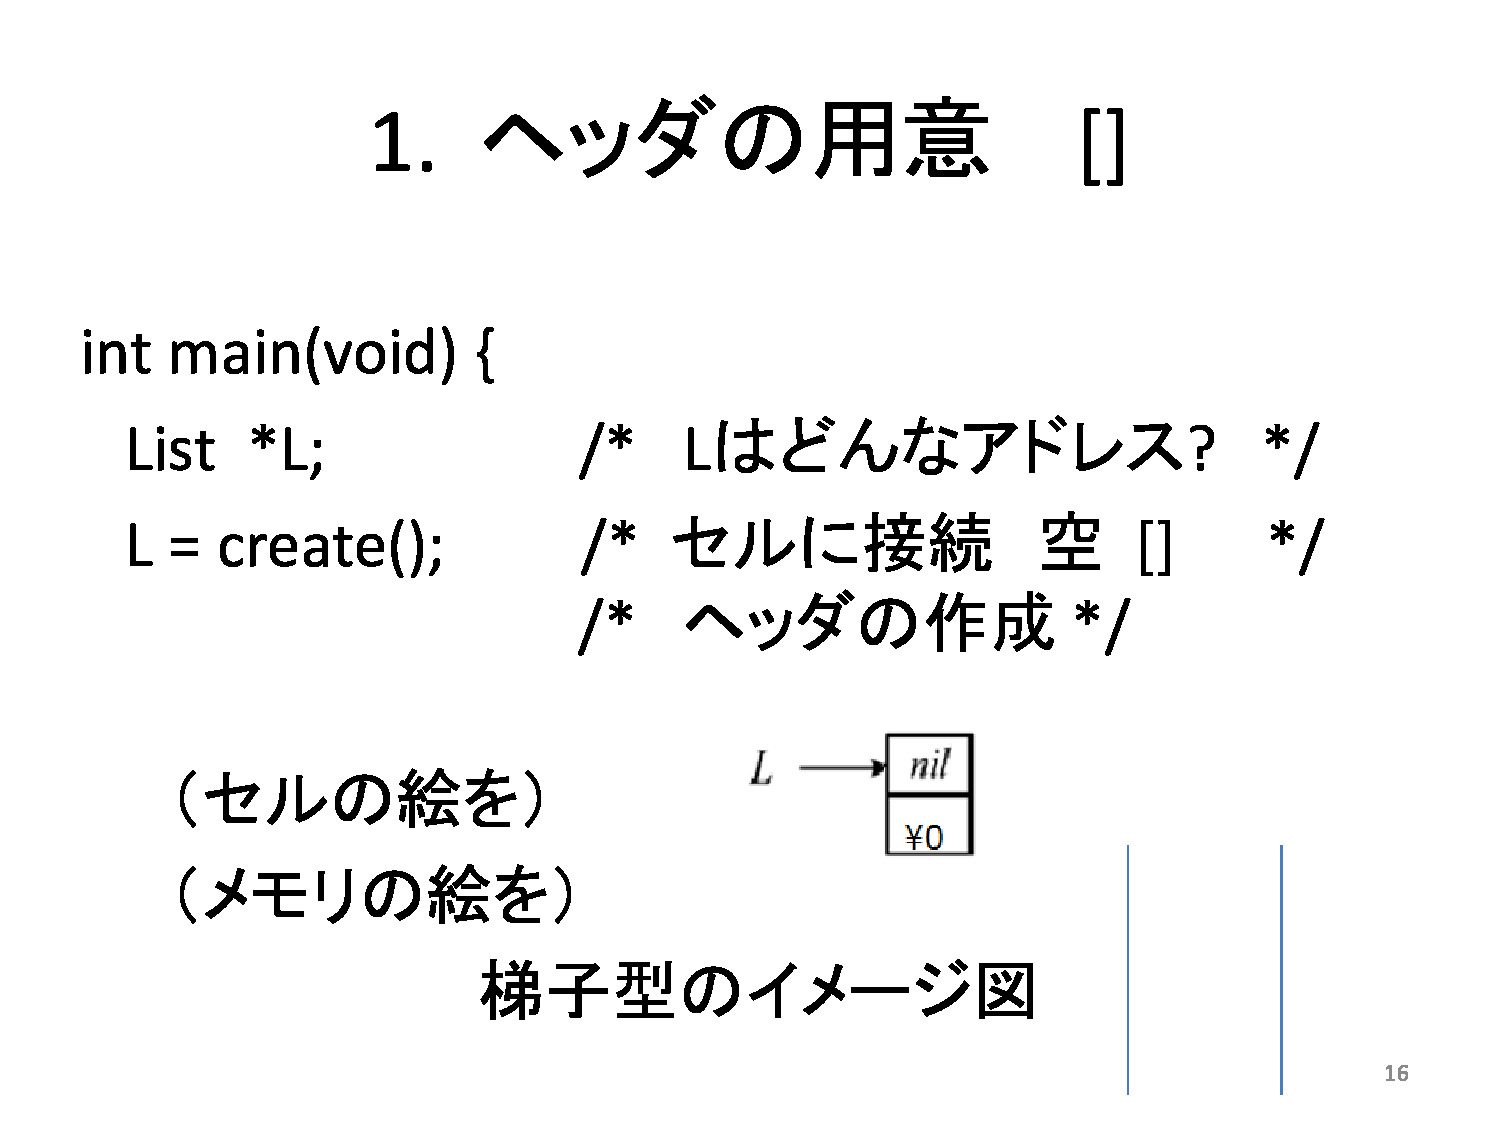 1. ヘッダの用意　[]
int main(void) {
List *L; /* Lはどんなアドレス? */
L = create(); /* セルに接続　空 [] */
/* ヘッダの作成 */
L nil
（セルの絵を）
¥0
（メモリの絵を）
梯子型のイメージ図
16